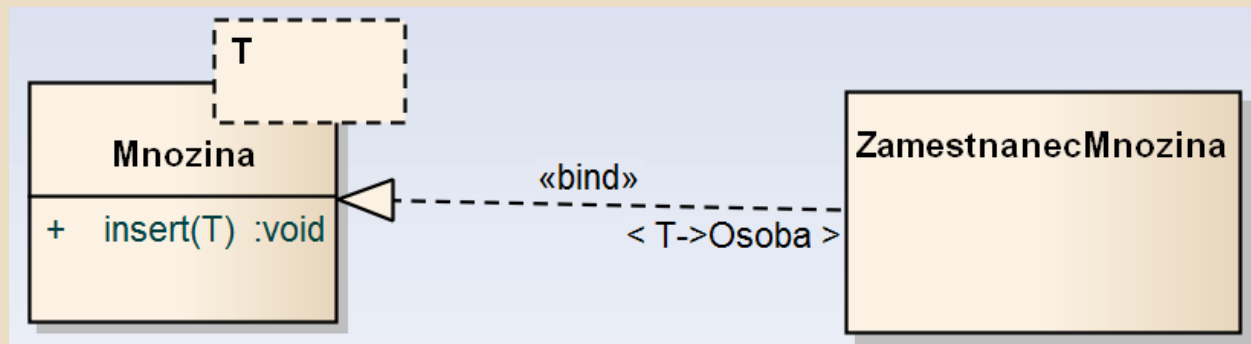 T
Mnozina
+ insert(T) :void
«bind»
< T->Osoba >
ZamestnanecMnozina